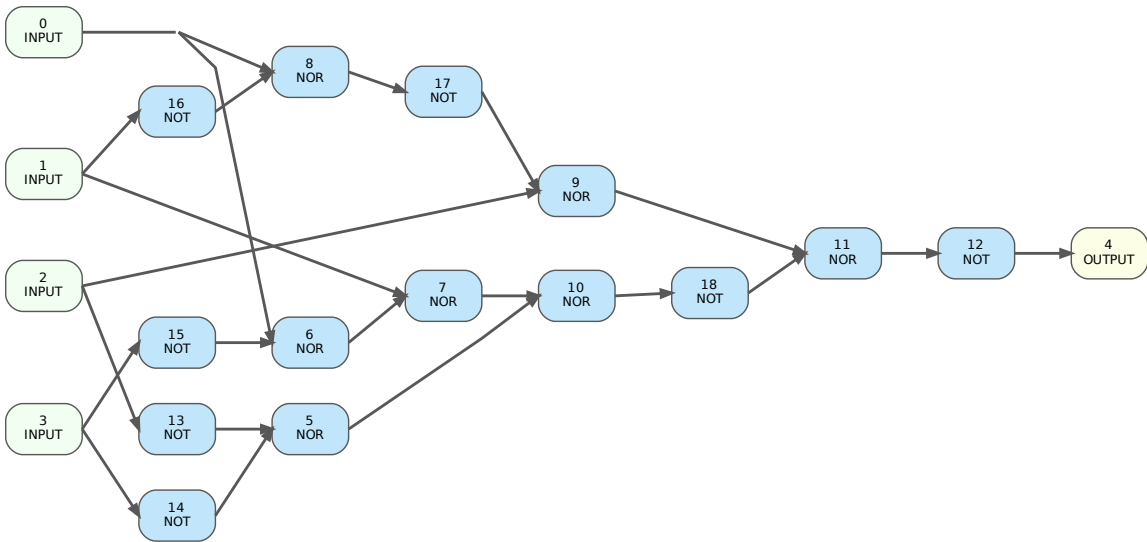 0
INPUT
8
NOR
17
NOT
16
NOT
1
INPUT
9
NOR
11
NOR
12
NOT
4
OUTPUT
2
INPUT
7
NOR
10
NOR
18
NOT
15
NOT
6
NOR
3
INPUT
13
NOT
5
NOR
14
NOT